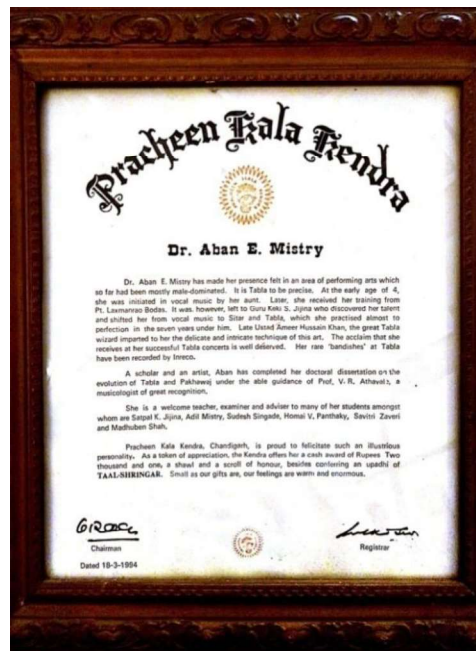 Pracheen Kala Kendra
Dr. Aban E. Mistry
Dr. Aban E. Mistry has made her presence felt in an area of performing arts which
so far had been mostly male-dominated. It is Tabla to be precise. At the early age of 4,
she was initiated in vocal music by her aunt. Later, she received her training from
Pt. Laxmanrao Bodas. It was, however, left to Guru Keki S. Jijina who discovered her talent
and shifted her from vocal music to Sitar and Tabla, which she practised almost to
perfection in the seven years under him. Late Ustad Ameer Hussain Khan, the great Tabla
wizard imparted to her the delicate and intricate technique of this art. The acclaim that she
receives at her successful Tabla concerts is well deserved. Her rare 'bandishes' at Tabla
have been recorded by Inreco.
A scholar and an artist, Aban has completed her doctoral dissertation on the
evolution of Tabla and Pakhawaj under the able guidance of Prof. V. R. Athavale, a
musicologist of great recognition.
She is a welcome teacher, examiner and adviser to many of her students amongst
whom are Satpal K. Jijina, Adil Mistry, Sudesh Singade, Homai V. Panthaky, Savitri Zaveri
and Madhuben Shah.
Pracheen Kala Kendra, Chandigarh, is proud to felicitate such an illustrious
personality. As a token of appreciation, the Kendra offers her a cash award of Rupees Two
thousand and one, a shawl and a scroll of honour, besides conferring an upadhi of
TAAL-SHRINGAR. Small as our gifts are, our feelings are warm and enormous.
Chairman
Registrar
Dated 18-3-1984